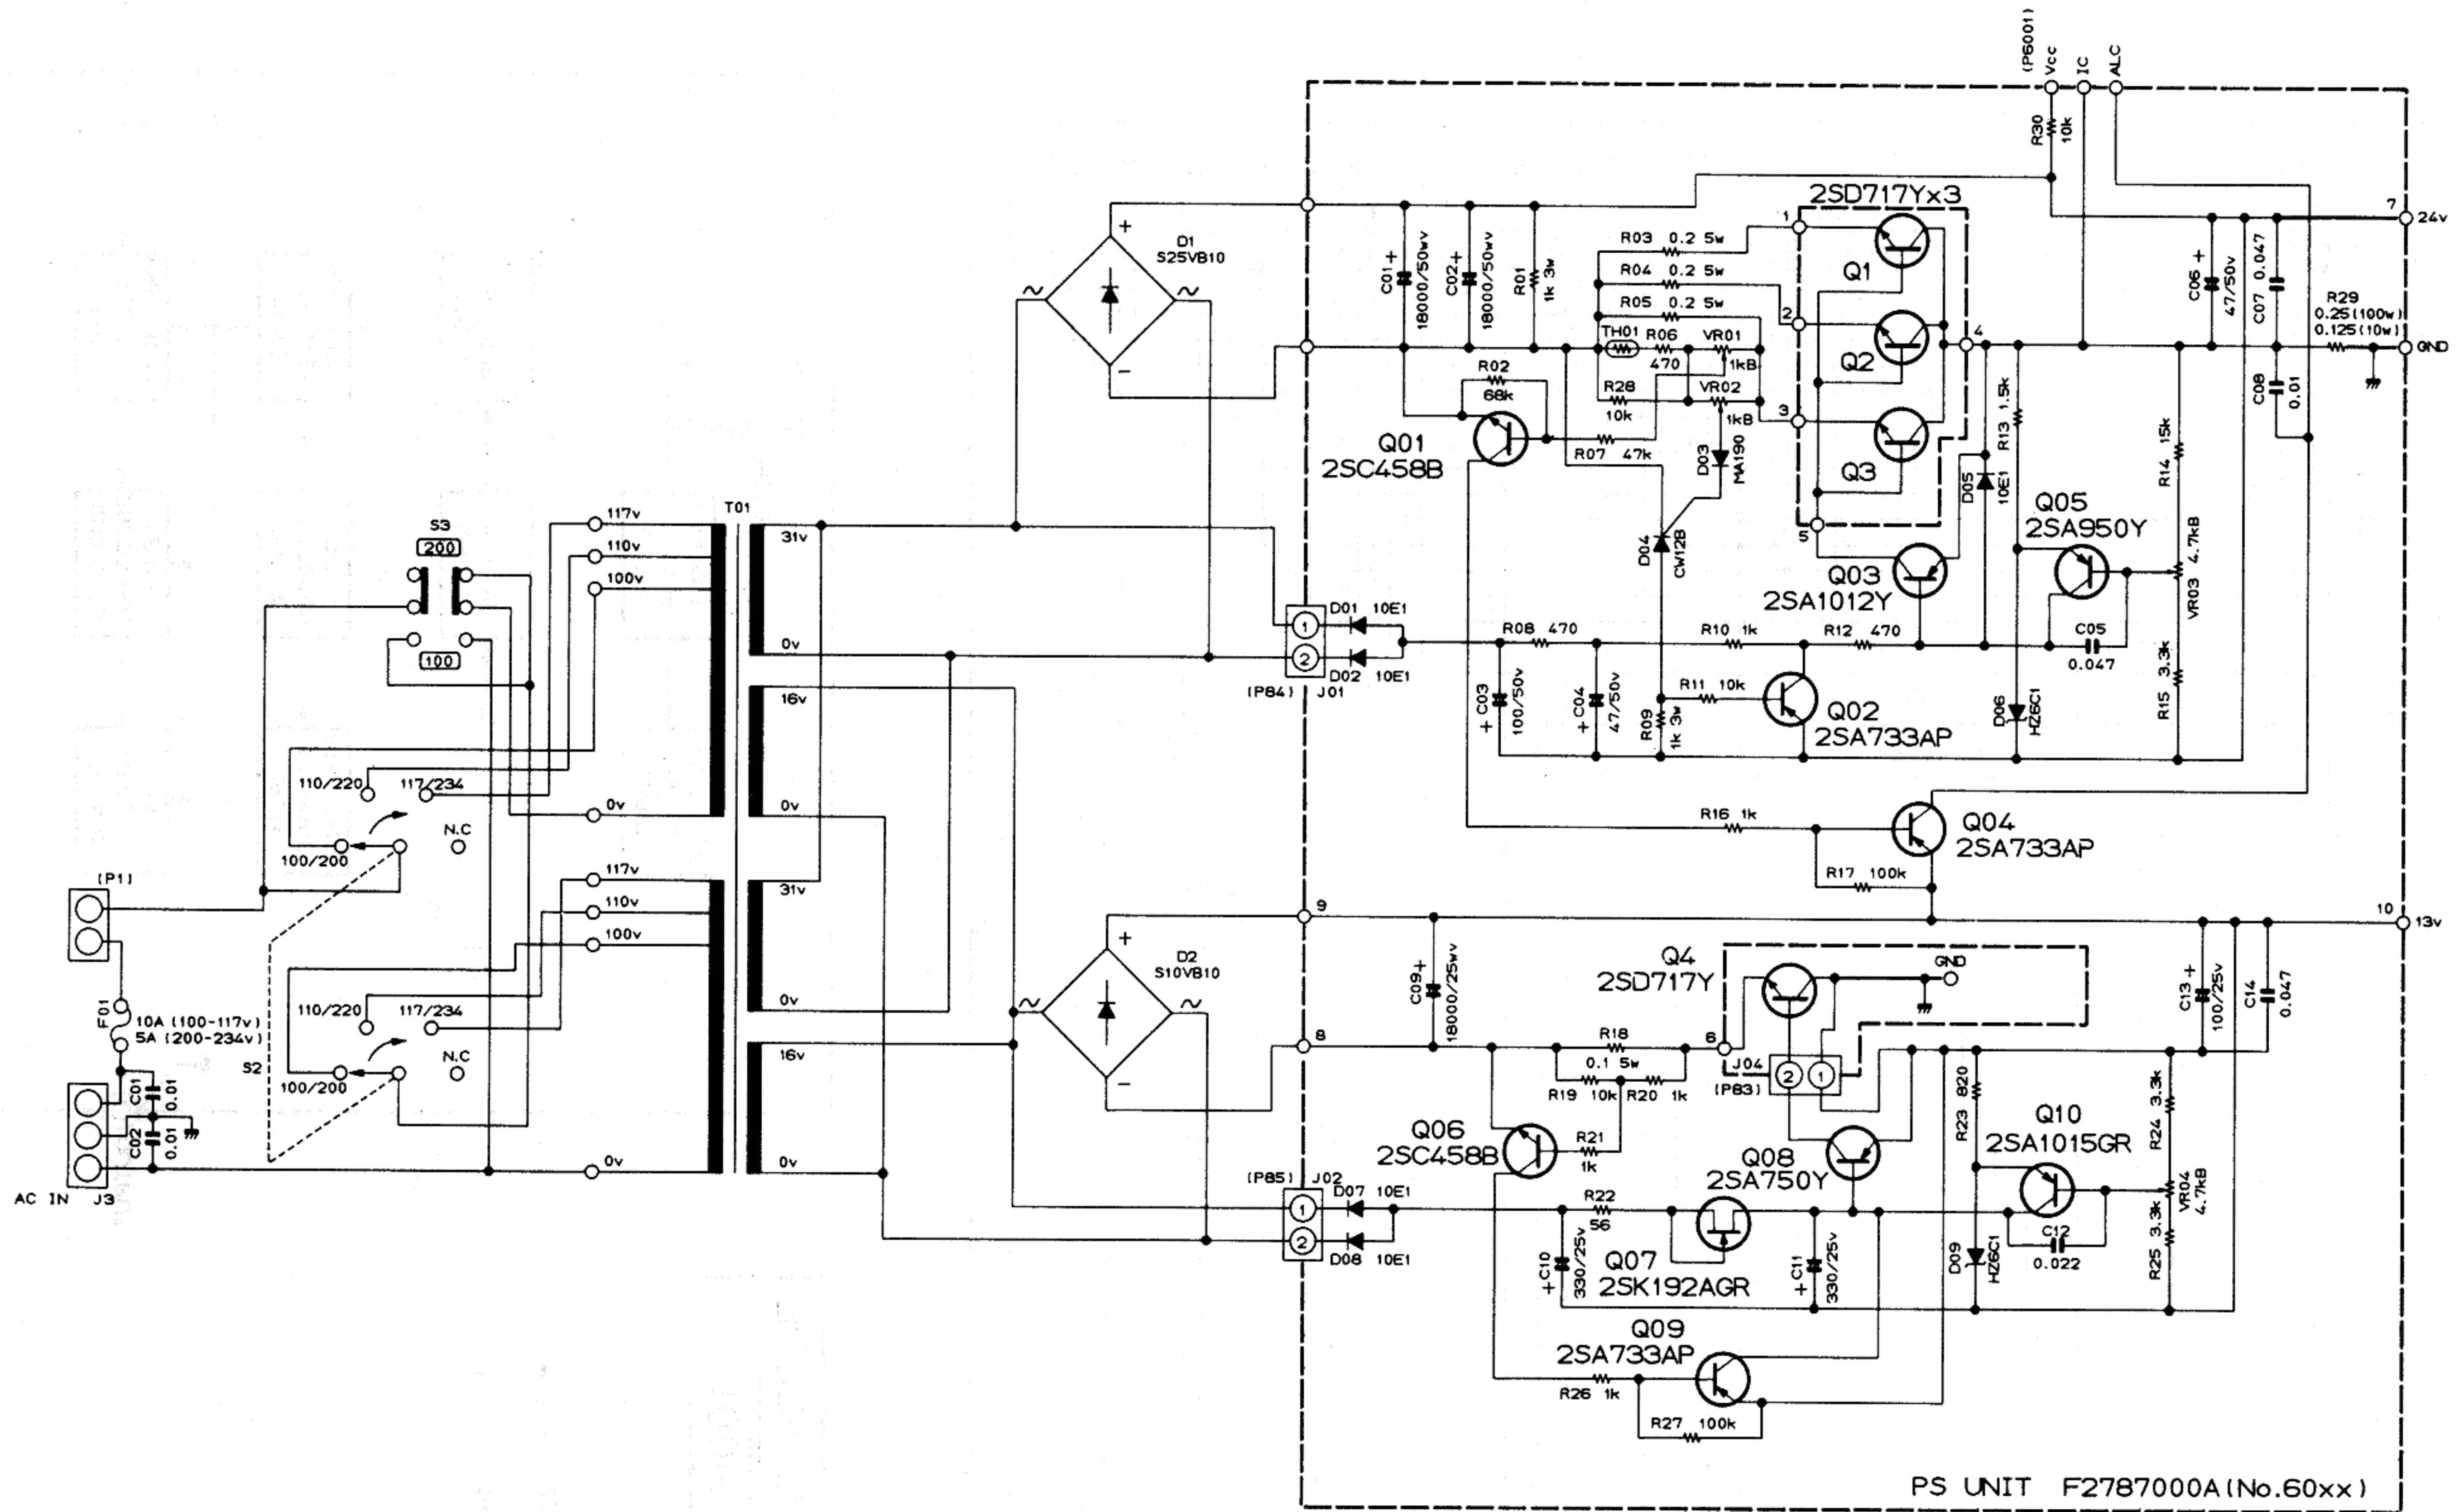 (P6001)
Vcc
IC
ALC
R30
10k
2SD717Yx3
7
24v
D1
S25VB10
+
~
~
−
C01 +
18000/50wv
C02 +
18000/50wv
R01
1k 3w
R03 0.2 5w
R04 0.2 5w
R05 0.2 5w
TH01
R06
470
VR01
1kB
R02
68k
R28
10k
VR02
1kB
R07 47k
D03
MA190
1
2
3
4
5
Q1
Q2
Q3
C06 +
47/50v
C07 0.047
R29
0.25(100w)
0.125(10w)
GND
C08
0.01
Q01
2SC458B
D04
CW12B
D05
10E1
R13 1.5k
R14 15k
Q05
2SA950Y
VR03 4.7kB
Q03
2SA1012Y
C05
0.047
R15 3.3k
S3
200
100
T01
117v
110v
100v
0v
31v
0v
16v
0v
1
2
D01 10E1
D02 10E1
(P84) J01
R08 470
R10 1k
R12 470
+ C03
100/50v
+ C04
47/50v
R09
1k 3w
R11 10k
Q02
2SA733AP
D06
HZ6C1
110/220
117/234
N.C
100/200
R16 1k
Q04
2SA733AP
R17 100k
(P1)
117v
110v
100v
0v
31v
0v
16v
0v
9
10
13v
D2
S10VB10
+
~
~
−
C09 +
18000/25wv
Q4
2SD717Y
GND
C13 +
100/25v
C14
0.047
F01
10A (100-117v)
5A (200-234v)
110/220
117/234
N.C
100/200
S2
8
R18
0.1 5w
R19 10k
R20 1k
6
J04
(P83)
2
1
R23 820
R24 3.3k
Q10
2SA1015GR
C01
0.01
C02
0.01
AC IN J3
Q06
2SC458B
R21
1k
Q08
2SA750Y
VR04
4.7kB
(P85) J02
1
2
D07 10E1
D08 10E1
R22
56
+ C10
330/25v
Q07
2SK192AGR
+ C11
330/25v
D09
HZ6C1
C12
0.022
R25 3.3k
Q09
2SA733AP
R26 1k
R27 100k
PS UNIT F2787000A(No.60xx)